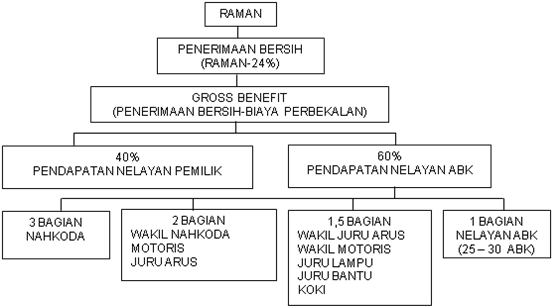 RAMAN
PENERIMAAN BERSIH
(RAMAN-24%)
GROSS BENEFIT
(PENERIMAAN BERSIH-BIAYA PERBEKALAN)
40%
PENDAPATAN NELAYAN PEMILIK
60%
PENDAPATAN NELAYAN ABK
3 BAGIAN
NAHKODA
2 BAGIAN
WAKIL NAHKODA
MOTORIS
JURU ARUS
1,5 BAGIAN
WAKIL JURU ARUS
WAKIL MOTORIS
JURU LAMPU
JURU BANTU
KOKI
1 BAGIAN
NELAYAN ABK
(25 – 30 ABK)